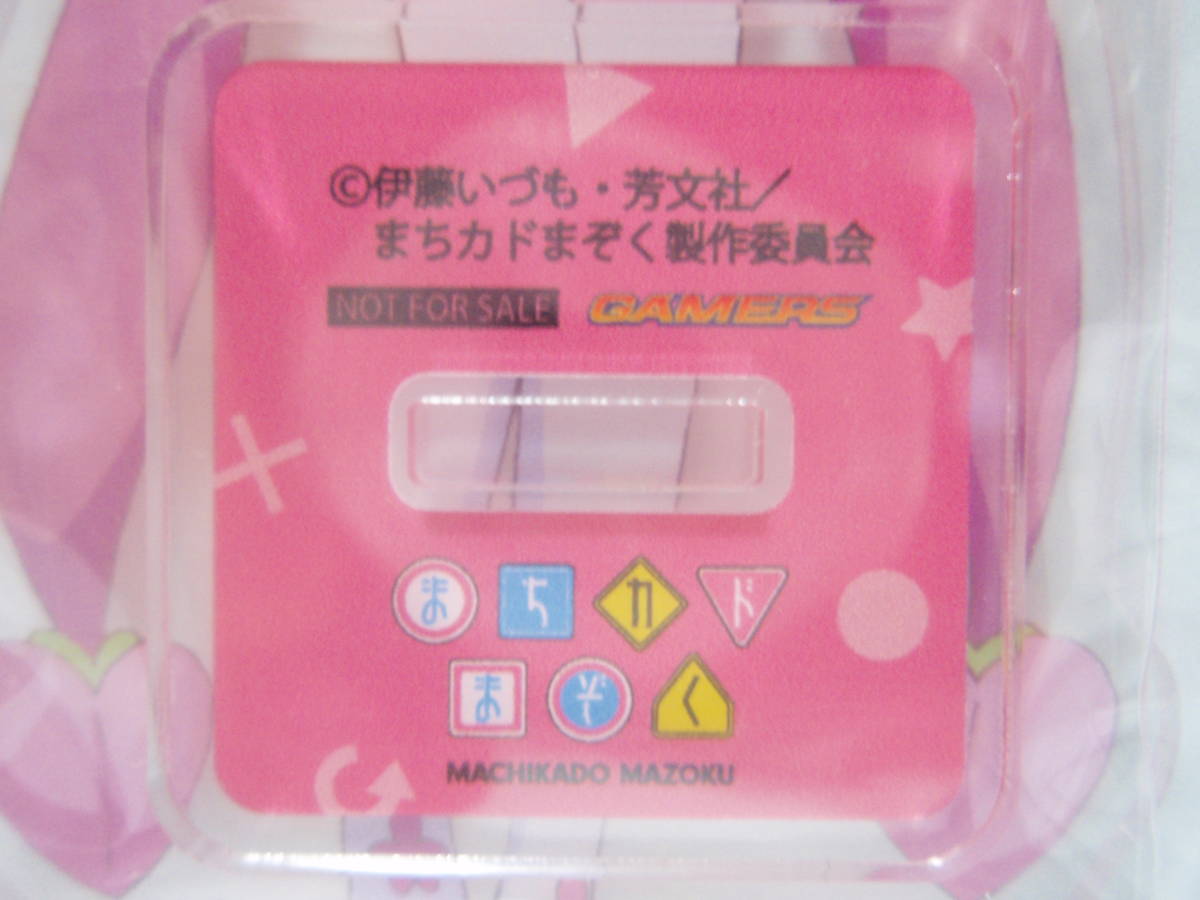 ©伊藤いづも・芳文社／
まちカドまぞく製作委員会
NOT FOR SALE GAMERS
まちカド
まぞく
MACHIKADO MAZOKU